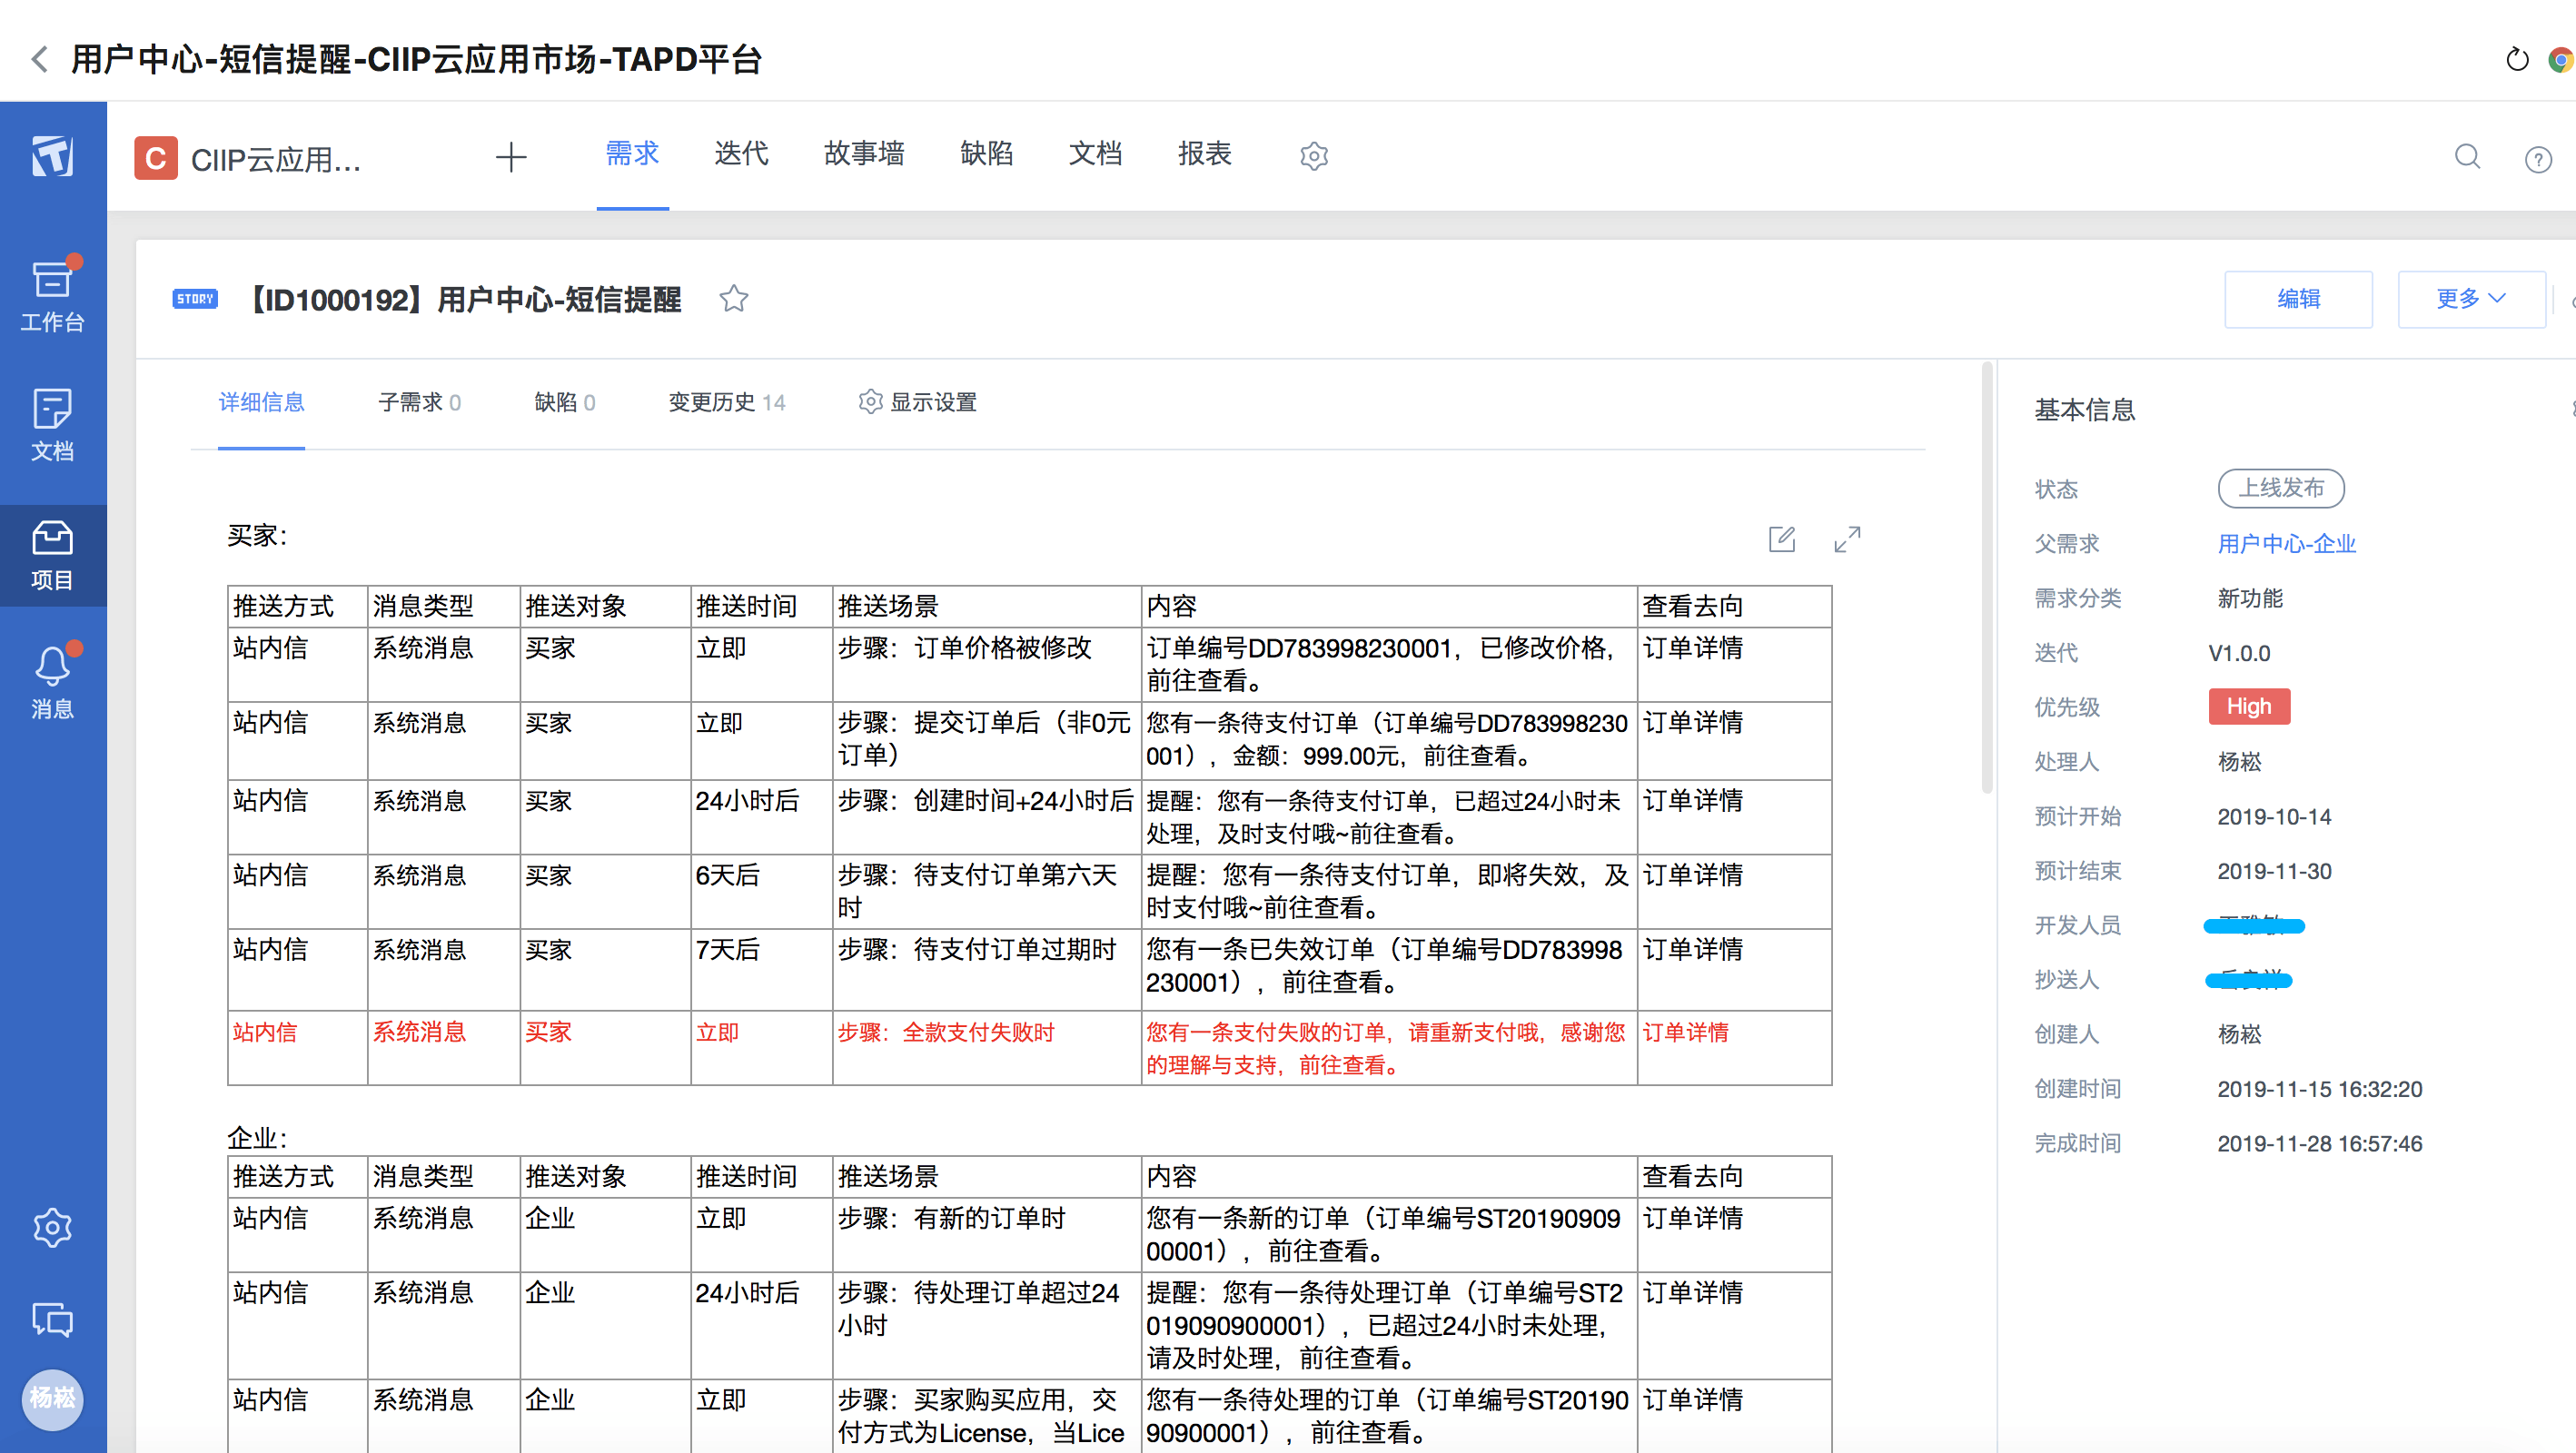 用户中心-短信提醒-CIIP云应用市场-TAPD平台
C CIIP云应用... 需求 迭代 故事墙 缺陷 文档 报表
工作台
文档
项目
消息
杨崧
STORY 【ID1000192】用户中心-短信提醒 编辑 更多
详细信息 子需求 0 缺陷 0 变更历史 14 显示设置
买家：
推送方式 消息类型 推送对象 推送时间 推送场景 内容 查看去向
站内信 系统消息 买家 立即 步骤：订单价格被修改 订单编号DD783998230001，已修改价格，
前往查看。 订单详情
站内信 系统消息 买家 立即 步骤：提交订单后（非0元
订单） 您有一条待支付订单（订单编号DD783998230
001），金额：999.00元，前往查看。 订单详情
站内信 系统消息 买家 24小时后 步骤：创建时间+24小时后 提醒：您有一条待支付订单，已超过24小时未
处理，及时支付哦~前往查看。 订单详情
站内信 系统消息 买家 6天后 步骤：待支付订单第六天
时 提醒：您有一条待支付订单，即将失效，及
时支付哦~前往查看。 订单详情
站内信 系统消息 买家 7天后 步骤：待支付订单过期时 您有一条已失效订单（订单编号DD783998
230001），前往查看。 订单详情
站内信 系统消息 买家 立即 步骤：全款支付失败时 您有一条支付失败的订单，请重新支付哦，感谢您
的理解与支持，前往查看。 订单详情
企业：
推送方式 消息类型 推送对象 推送时间 推送场景 内容 查看去向
站内信 系统消息 企业 立即 步骤：有新的订单时 您有一条新的订单（订单编号ST20190909
00001），前往查看。 订单详情
站内信 系统消息 企业 24小时后 步骤：待处理订单超过24
小时 提醒：您有一条待处理订单（订单编号ST2
019090900001），已超过24小时未处理，
请及时处理，前往查看。 订单详情
站内信 系统消息 企业 立即 步骤：买家购买应用，交
付方式为License，当Lice 您有一条待处理的订单（订单编号ST20190
90900001），前往查看。 订单详情
基本信息
状态 上线发布
父需求 用户中心-企业
需求分类 新功能
迭代 V1.0.0
优先级 High
处理人 杨崧
预计开始 2019-10-14
预计结束 2019-11-30
开发人员
抄送人
创建人 杨崧
创建时间 2019-11-15 16:32:20
完成时间 2019-11-28 16:57:46